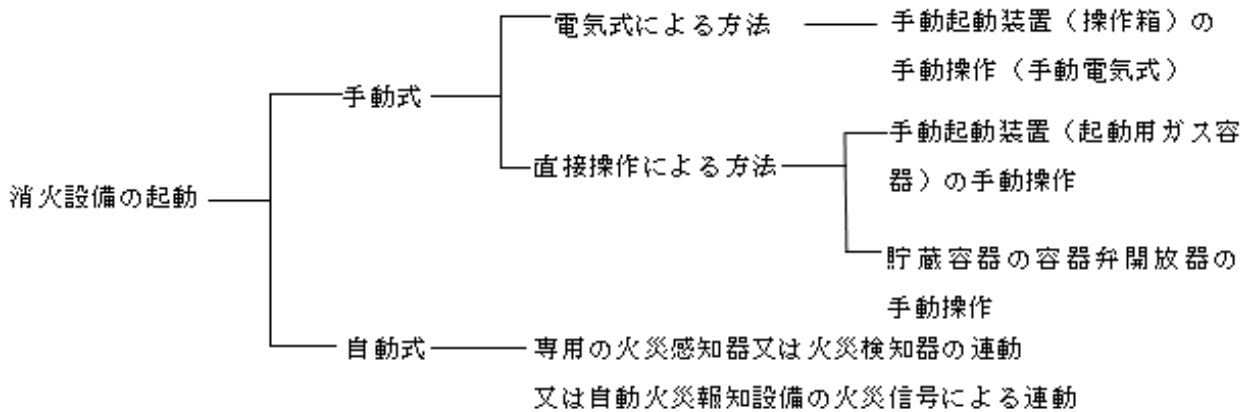 電気式による方法
手動起動装置(操作箱)の
手動操作(手動電気式)
手動式
手動起動装置(起動用ガス容
器)の手動操作
直接操作による方法
消火設備の起動
貯蔵容器の容器弁開放器の
手動操作
自動式
専用の火災感知器又は火災検知器の連動
又は自動火災報知設備の火災信号による連動